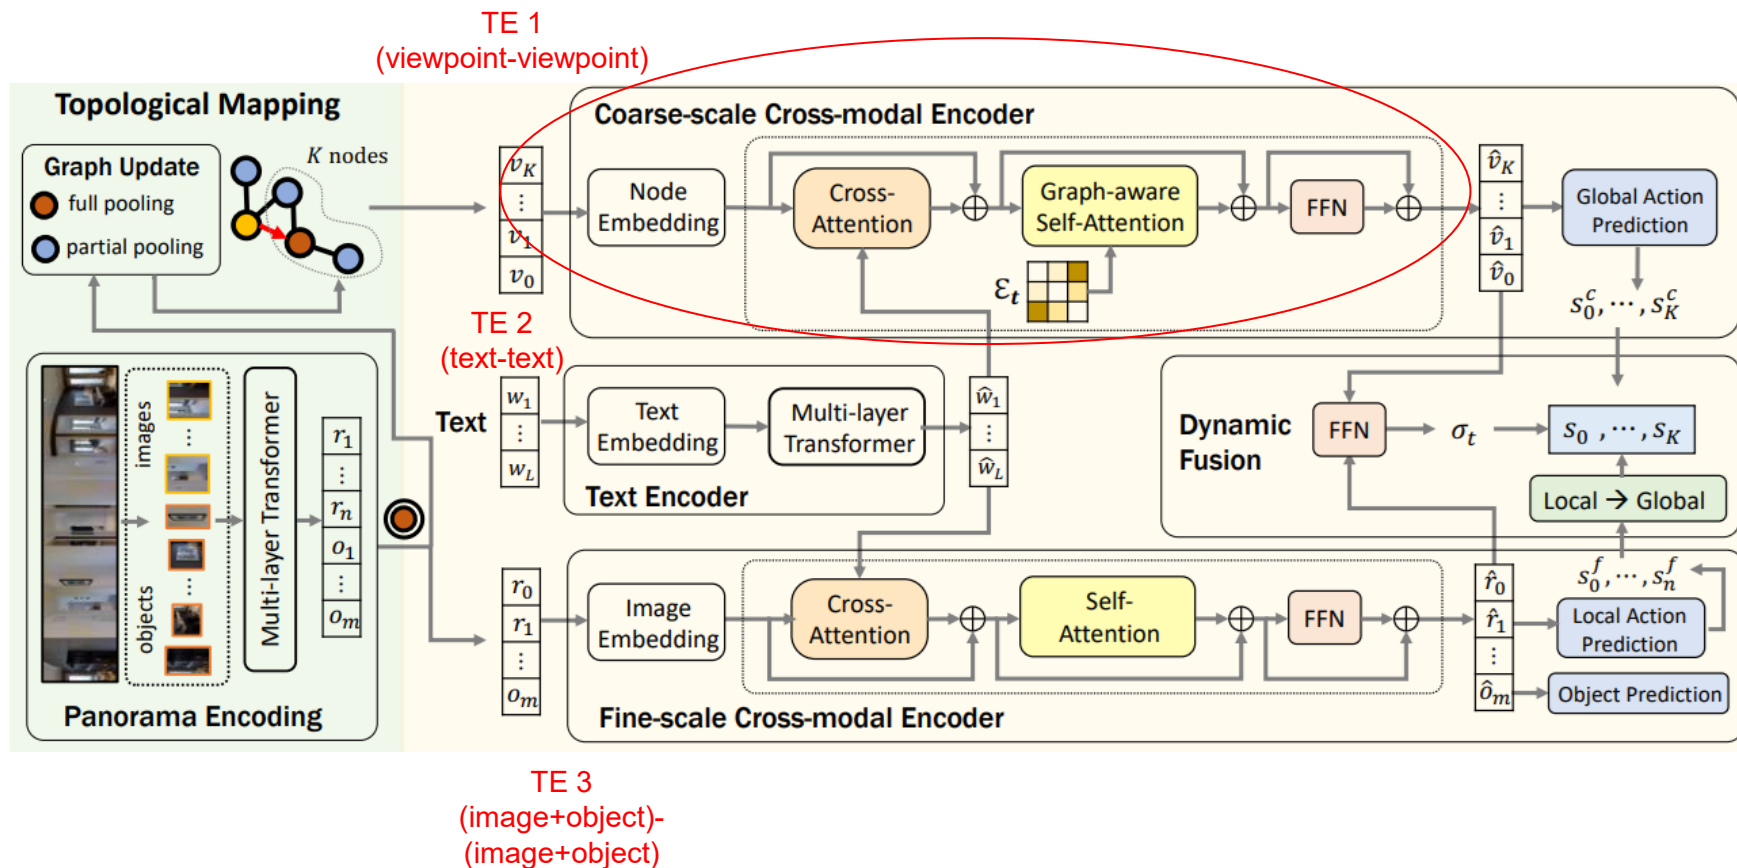 TE 1
(viewpoint-viewpoint)
Topological Mapping
Graph Update
full pooling
partial pooling
K nodes
v_K
⋮
v_1
v_0
Coarse-scale Cross-modal Encoder
Node
Embedding
Cross-
Attention
Graph-aware
Self-Attention
FFN
ℇ_t
v̂_K
⋮
v̂_1
v̂_0
Global Action
Prediction
s_0^c, ⋯, s_K^c
TE 2
(text-text)
Text
w_1
⋮
w_L
Text
Embedding
Multi-layer
Transformer
Text Encoder
ŵ_1
⋮
ŵ_L
Dynamic
Fusion
FFN
σ_t
s_0 , ⋯, s_K
Local → Global
images
⋮
objects
⋮
Multi-layer Transformer
r_1
⋮
r_n
o_1
⋮
o_m
Panorama Encoding
r_0
r_1
⋮
o_m
Image
Embedding
Cross-
Attention
Self-
Attention
FFN
Fine-scale Cross-modal Encoder
r̂_0
r̂_1
⋮
ô_m
s_0^f, ⋯, s_n^f
Local Action
Prediction
Object Prediction
TE 3
(image+object)-
(image+object)